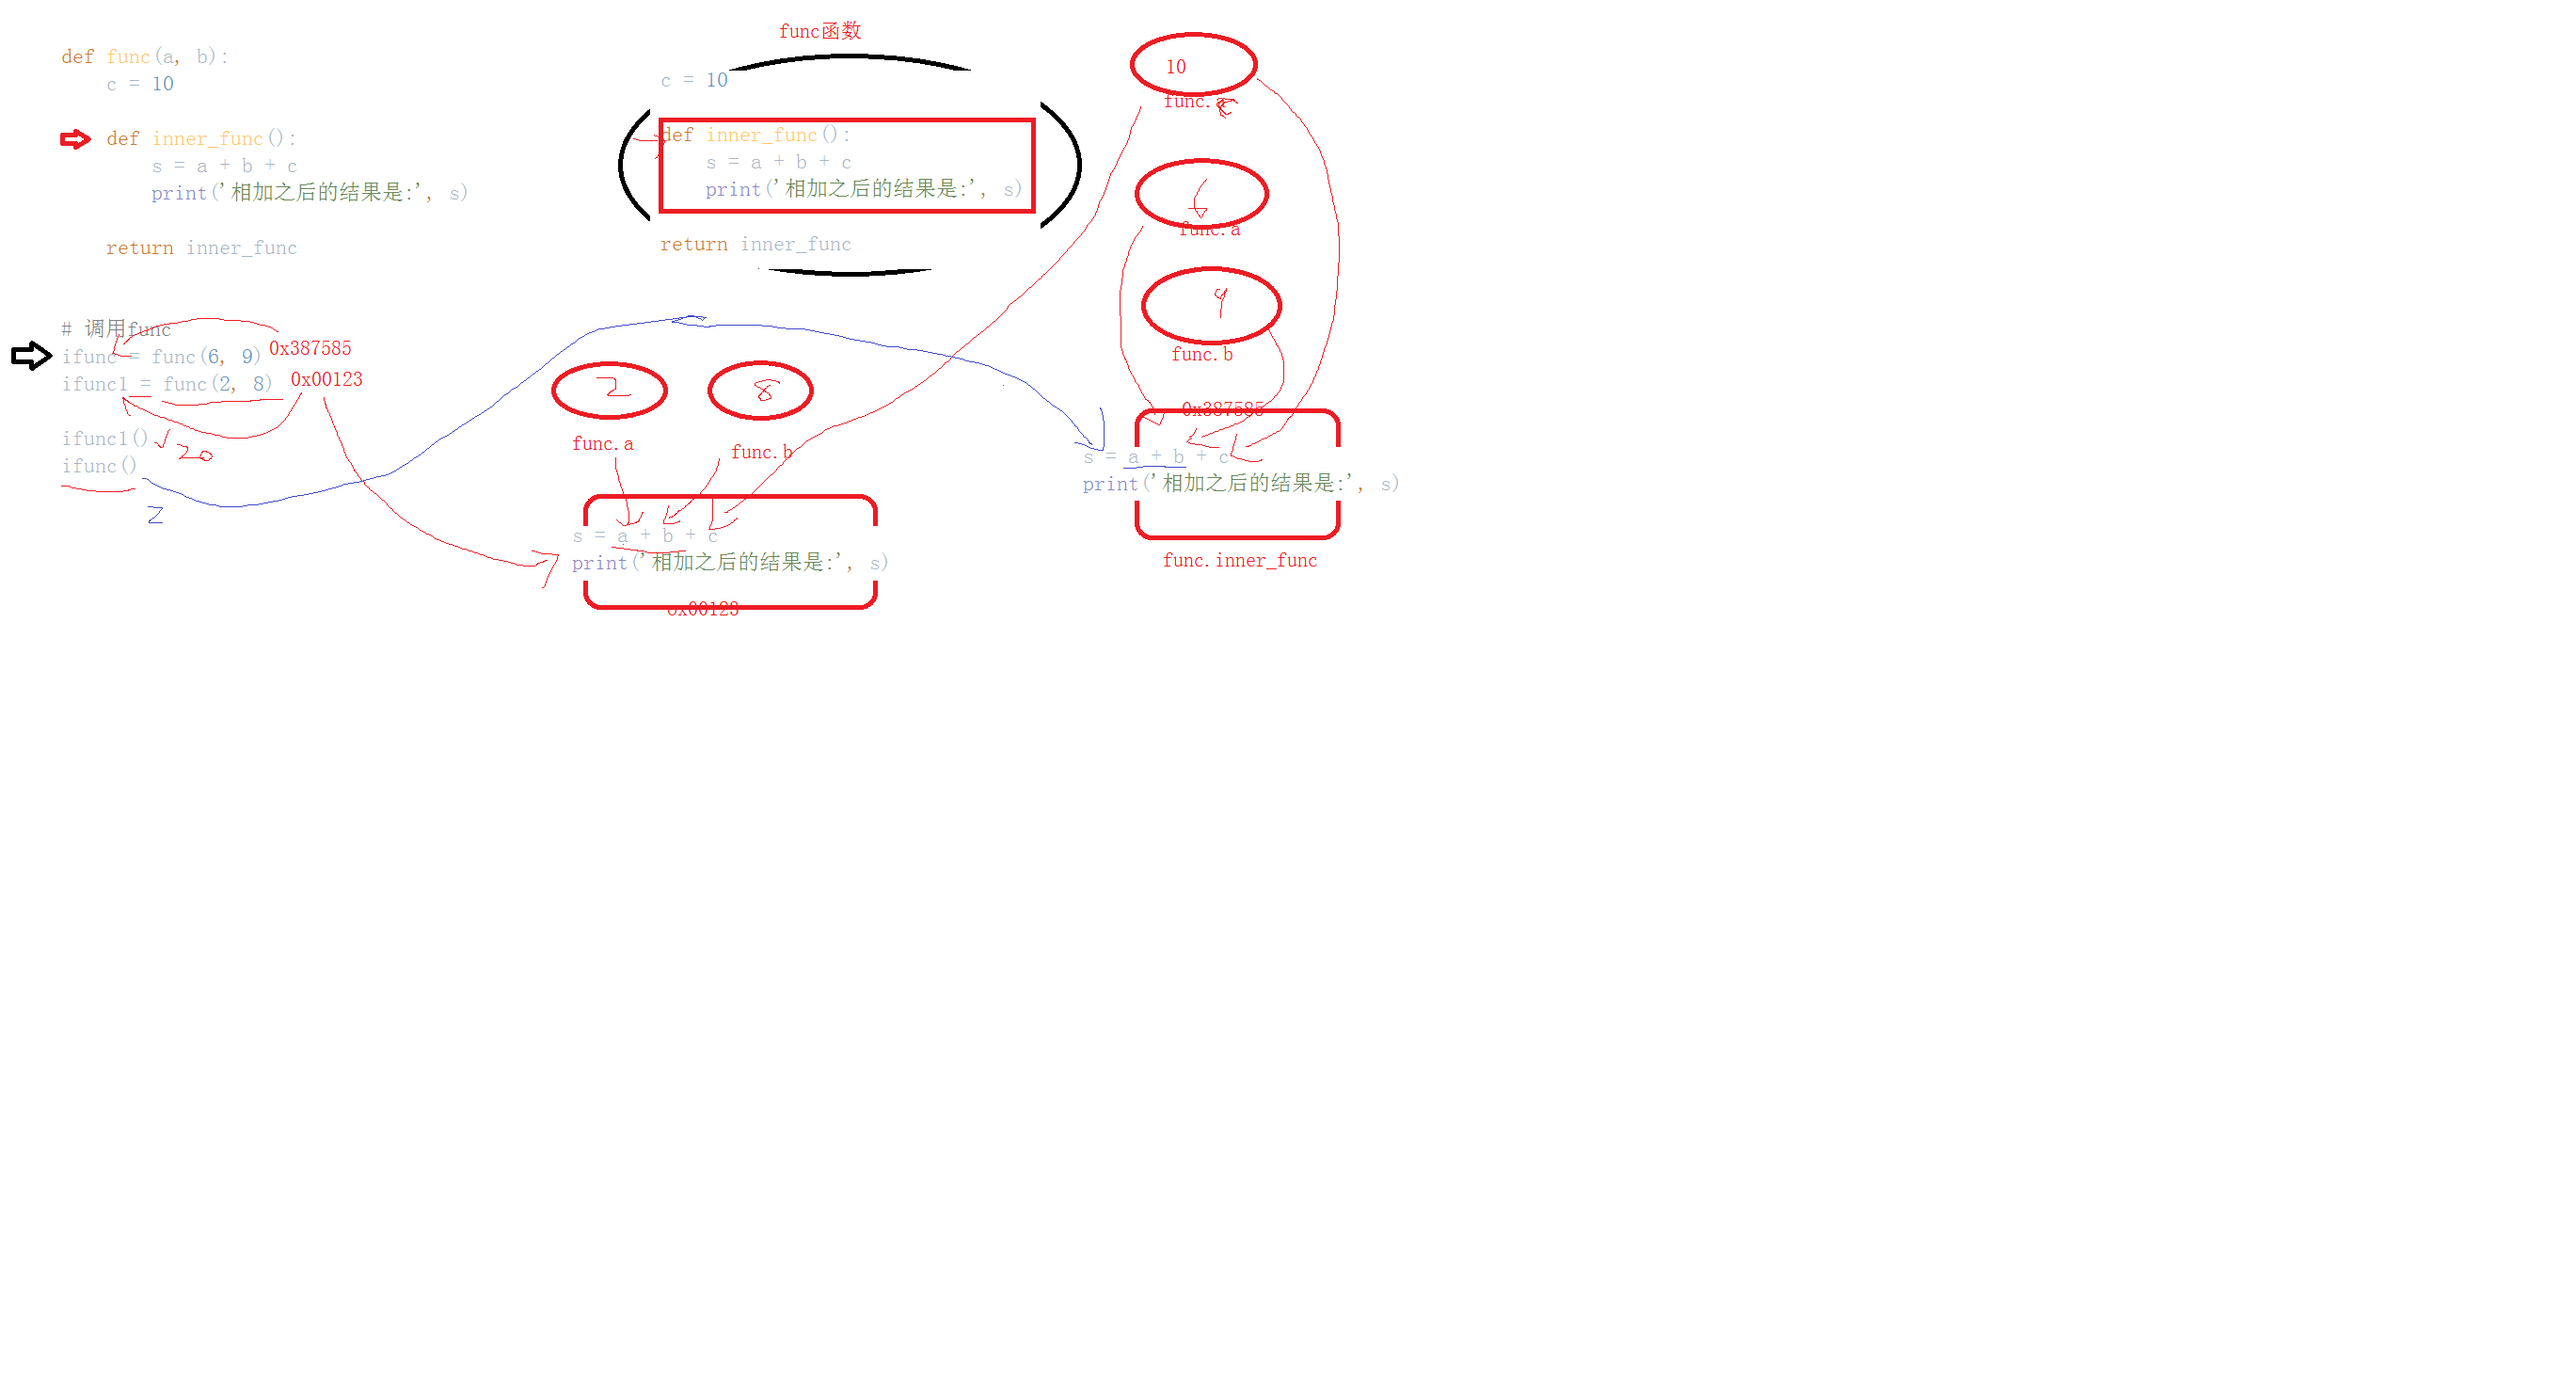 def func(a, b):
    c = 10
    def inner_func():
        s = a + b + c
        print('相加之后的结果是:', s)
    return inner_func
# 调用func
ifunc = func(6, 9) 0x387585
ifunc1 = func(2, 8) 0x00123
ifunc1() 20
ifunc()
2
func函数
c = 10
def inner_func():
    s = a + b + c
    print('相加之后的结果是:', s)
return inner_func
2
func.a
8
func.b
s = a + b + c
print('相加之后的结果是:', s)
0x00123
10
func.c
func.a
9
func.b
0x387585
s = a + b + c
print('相加之后的结果是:', s)
func.inner_func